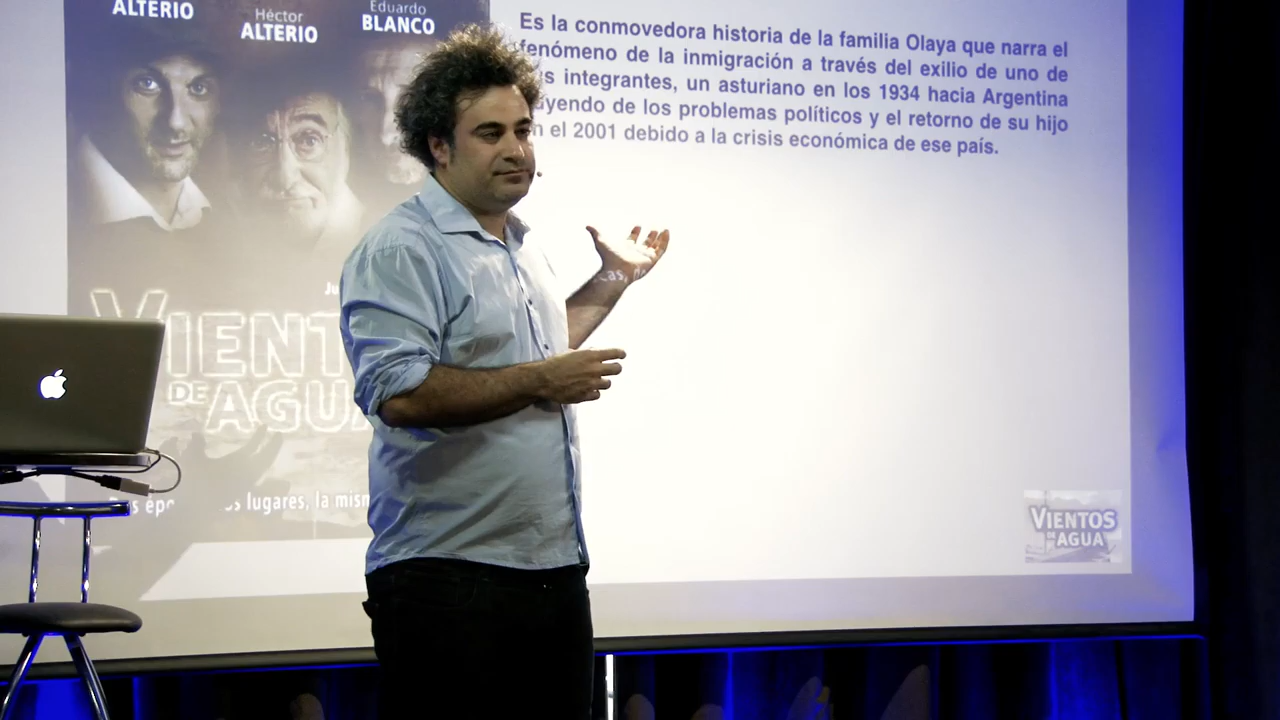 ALTERIO
Héctor
ALTERIO
Eduardo
BLANCO
Es la conmovedora historia de la familia Olaya que narra el
fenómeno de la inmigración a través del exilio de uno de
integrantes, un asturiano en los 1934 hacia Argentina
de los problemas políticos y el retorno de su hijo
el 2001 debido a la crisis económica de ese país.
VIENT
DE AGUA
lugares, la
VIENTOS
DE AGUA